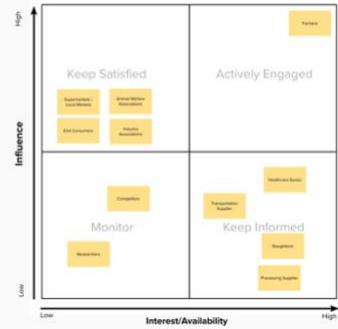 High
Farmers
Keep Satisfied
Actively Engaged
Supermarkets /
Local Markets
Animal Welfare
Associations
End Consumers
Industry
Associations
Influence
Healthcare Sector
Competitors
Transportation
Supplier
Monitor
Keep Informed
Researchers
Slaughterer
Processing Supplier
Low
Low
High
Interest/Availability